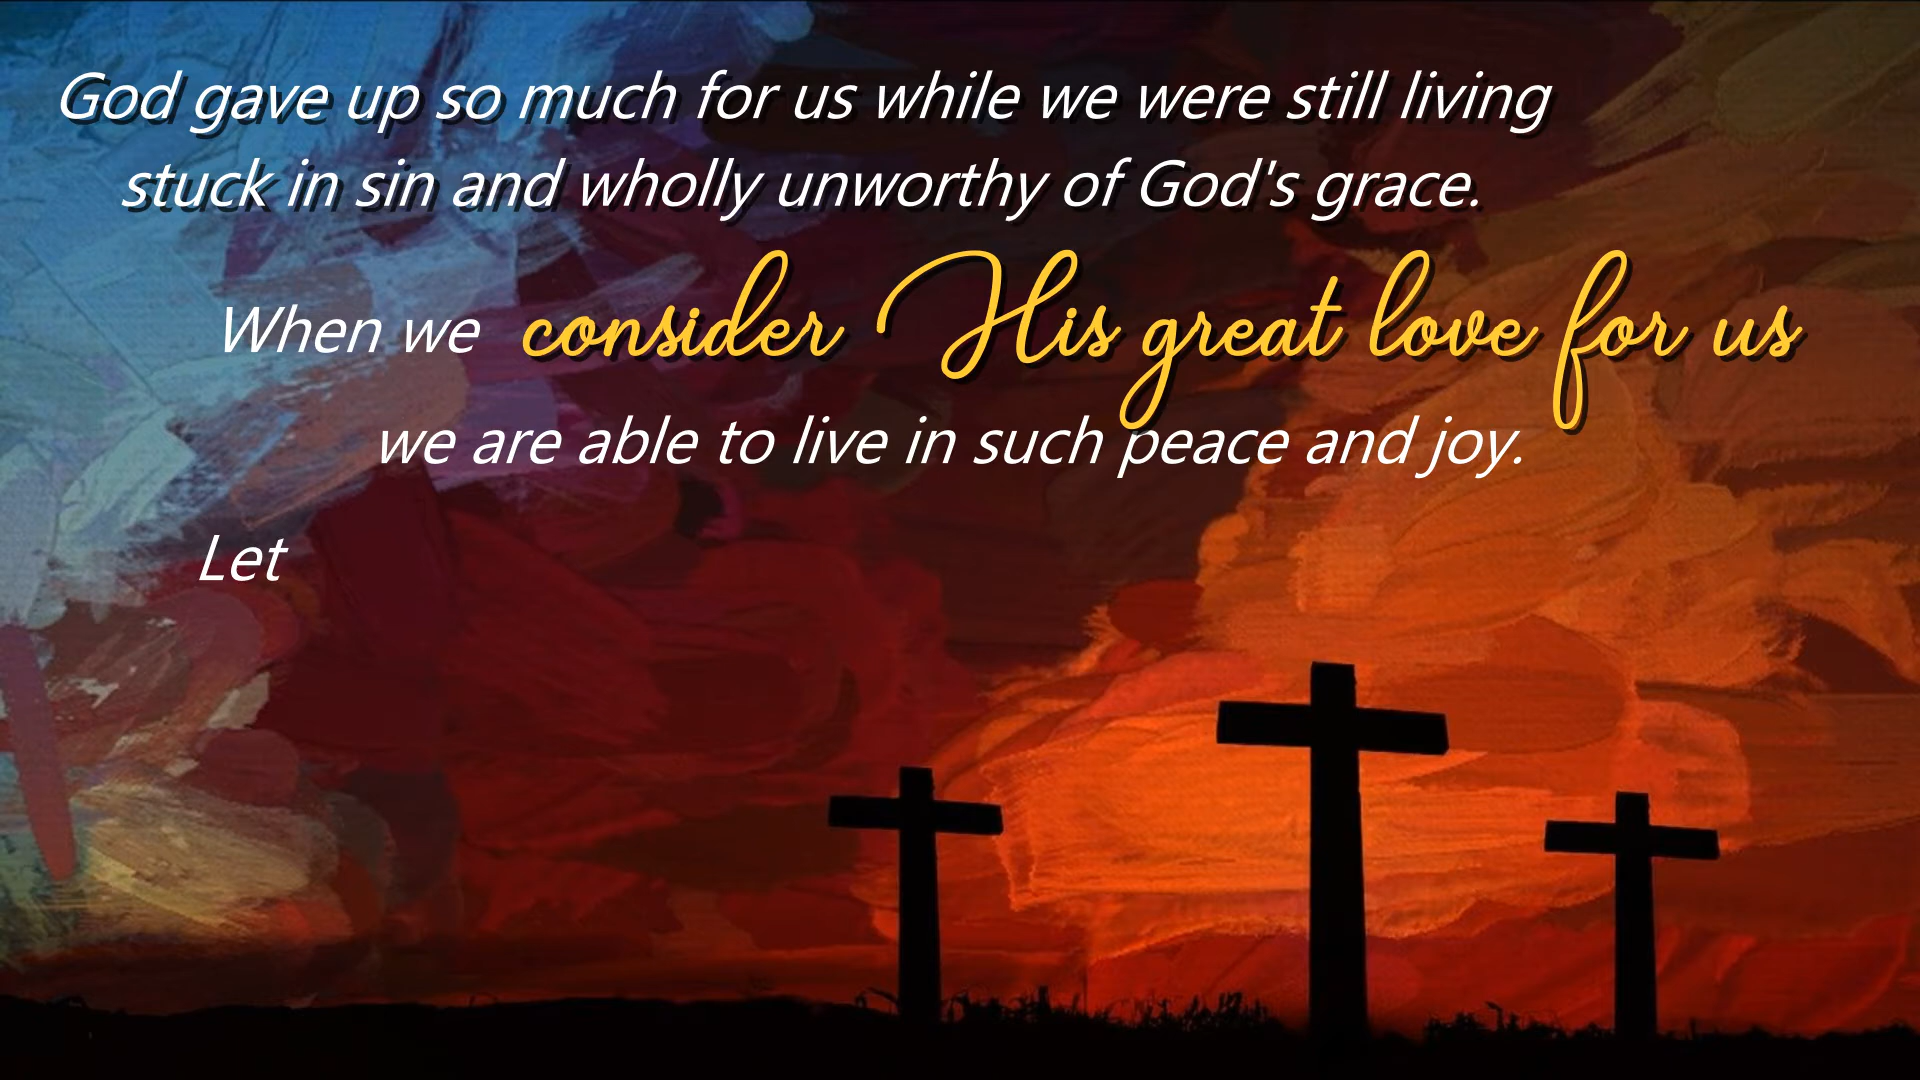 God gave up so much for us while we were still living
stuck in sin and wholly unworthy of God's grace.
When we consider His great love for us
we are able to live in such peace and joy.
Let